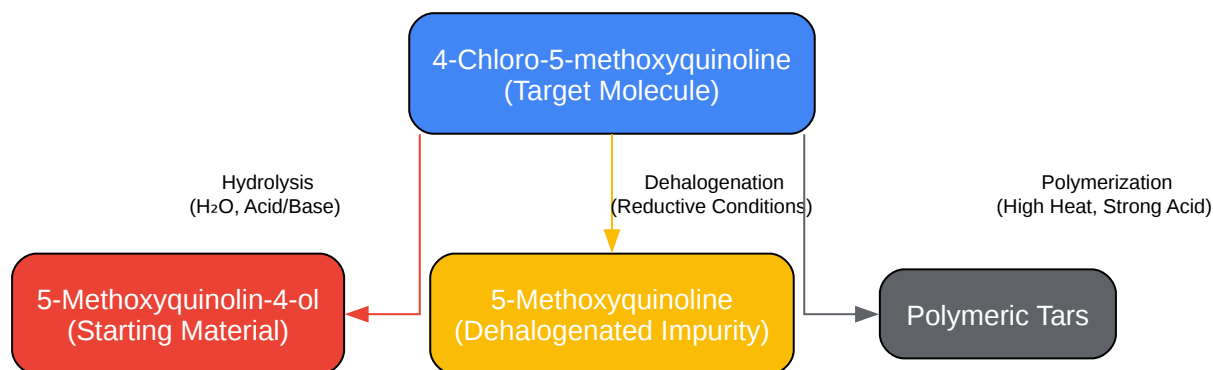 4-Chloro-5-methoxyquinoline
(Target Molecule)
Hydrolysis
(H₂O, Acid/Base)
Dehalogenation
(Reductive Conditions)
Polymerization
(High Heat, Strong Acid)
5-Methoxyquinolin-4-ol
(Starting Material)
5-Methoxyquinoline
(Dehalogenated Impurity)
Polymeric Tars